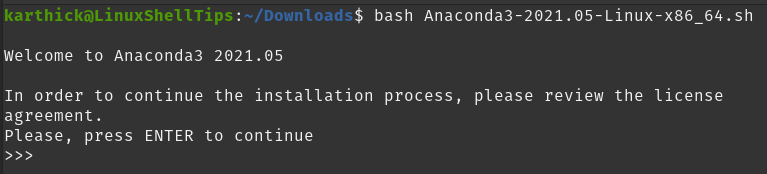 karthick@LinuxShellTips:~/Downloads$ bash Anaconda3-2021.05-Linux-x86_64.sh
Welcome to Anaconda3 2021.05
In order to continue the installation process, please review the license
agreement.
Please, press ENTER to continue
>>>